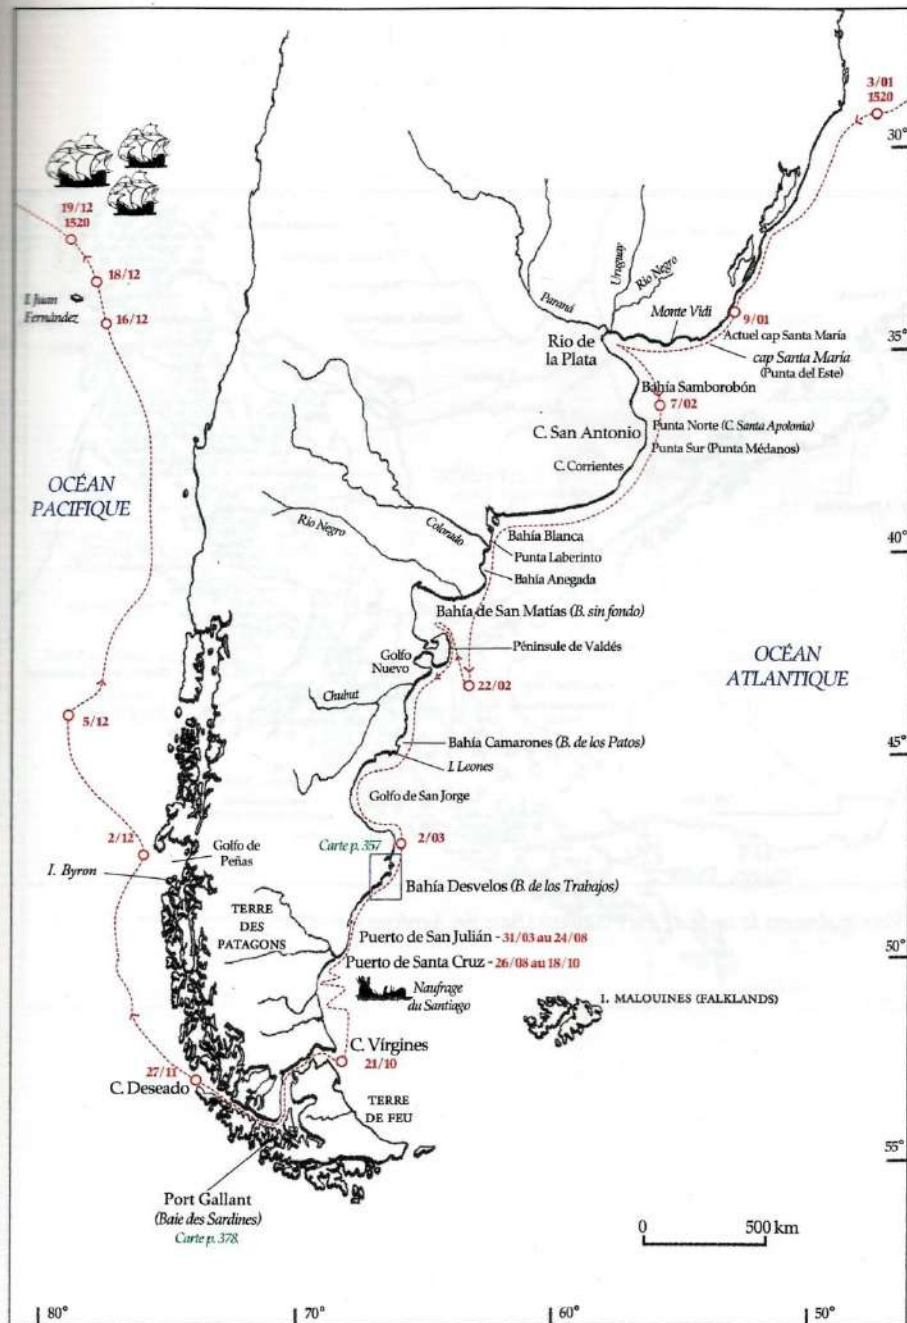 3/01
1520
30°
19/12
1520
18/12
I. Juan
Fernández
16/12
Paraná
Uruguay
Río Negro
Monte Vidi
9/01
Actuel cap Santa María
cap Santa María
(Punta del Este)
35°
Rio de
la Plata
Bahía Samborobón
7/02
Punta Norte (C. Santa Apolonia)
C. San Antonio
Punta Sur (Punta Médanos)
C. Corrientes
OCÉAN
PACIFIQUE
Río Negro
Colorado
Bahía Blanca
Punta Laberinto
40°
Bahía Anegada
Bahía de San Matías (B. sin fondo)
Péninsule de Valdés
Golfo
Nuevo
OCÉAN
ATLANTIQUE
22/02
Chubut
5/12
Bahía Camarones (B. de los Patos)
45°
I. Leones
Golfo de San Jorge
2/12
Golfo de
Peñas
Carte p. 357
2/03
I. Byron
Bahía Desvelos (B. de los Trabajos)
TERRE
DES
PATAGONS
Puerto de San Julián - 31/03 au 24/08
50°
Puerto de Santa Cruz - 26/08 au 18/10
Naufrage
du Santiago
I. MALOUINES (FALKLANDS)
C. Vírgines
21/10
27/11
C. Deseado
TERRE
DE FEU
55°
Port Gallant
(Baie des Sardines)
Carte p. 378
0 500 km
80° 70° 60° 50°